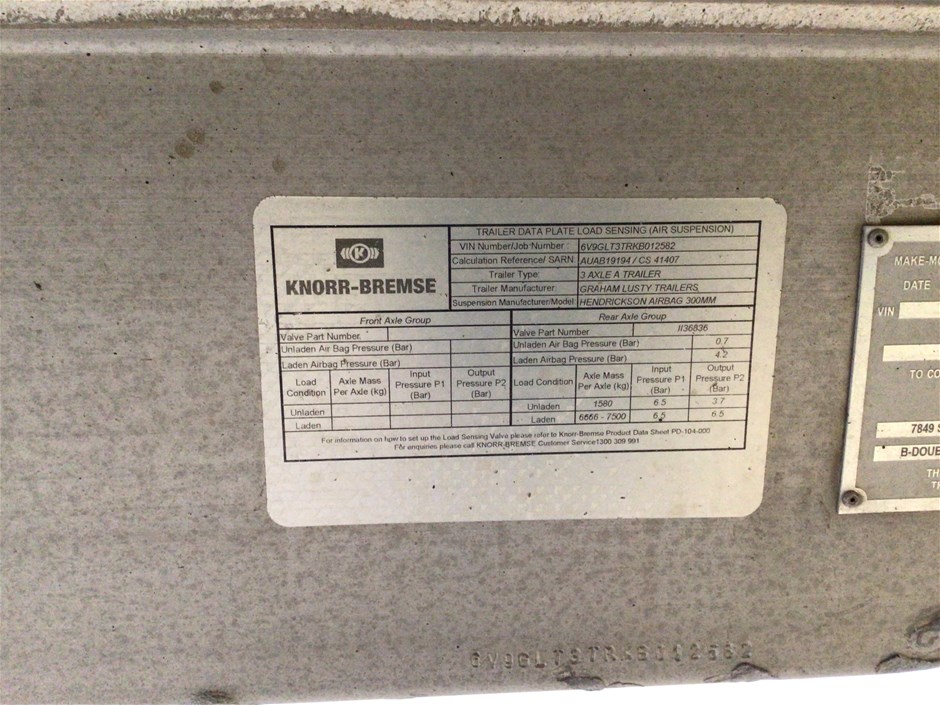 KNORR-BREMSE
TRAILER DATA PLATE LOAD SENSING (AIR SUSPENSION)
VIN Number/Job Number : 6V9GLT3TRKB012582
Calculation Reference/ SARN: AUAB19194 / CS 41407
Trailer Type: 3 AXLE A TRAILER
Trailer Manufacturer: GRAHAM LUSTY TRAILERS
Suspension Manufacturer/Model: HENDRICKSON AIRBAG 300MM
Front Axle Group
Valve Part Number
Unladen Air Bag Pressure (Bar)
Laden Airbag Pressure (Bar)
Load Condition Axle Mass Per Axle (kg) Input Pressure P1 (Bar) Output Pressure P2 (Bar)
Unladen
Laden
Rear Axle Group
Valve Part Number II36836
Unladen Air Bag Pressure (Bar) 0.7
Laden Airbag Pressure (Bar) 4.2
Load Condition Axle Mass Per Axle (kg) Input Pressure P1 (Bar) Output Pressure P2 (Bar)
Unladen 1580 6.5 3.7
Laden 6666 - 7500 6.5 6.5
For information on how to set up the Load Sensing Valve please refer to Knorr-Bremse Product Data Sheet PD-104-000
For enquiries please call KNORR-BREMSE Customer Service1300 309 991
MAKE-MO
DATE
VIN
TO CO
7849 S
B-DOUB
TH
6V9GLT3TRKB012582